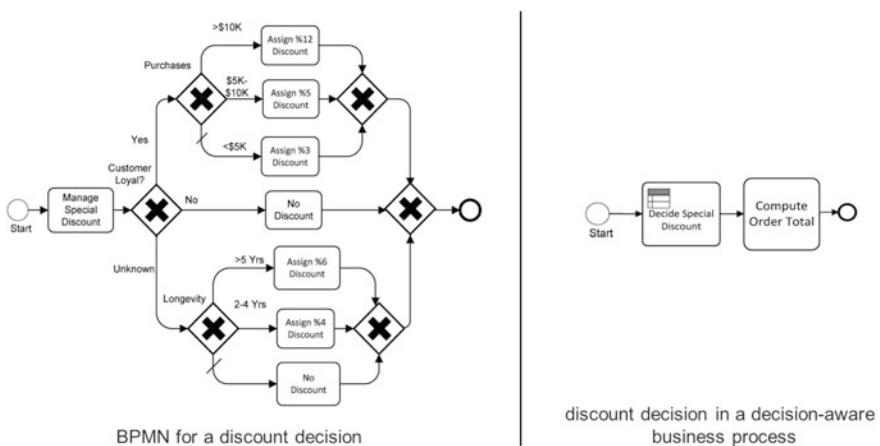 >$10K
Assign %12
Discount
Purchases
$5K-
$10K
Assign %5
Discount
<$5K
Assign %3
Discount
Yes
Customer
Loyal?
Manage
Special
Discount
Start
No
No
Discount
Unknown
>5 Yrs
Assign %6
Discount
Longevity
2-4 Yrs
Assign %4
Discount
No
Discount
BPMN for a discount decision
Decide Special
Discount
Compute
Order Total
Start
discount decision in a decision-aware
business process